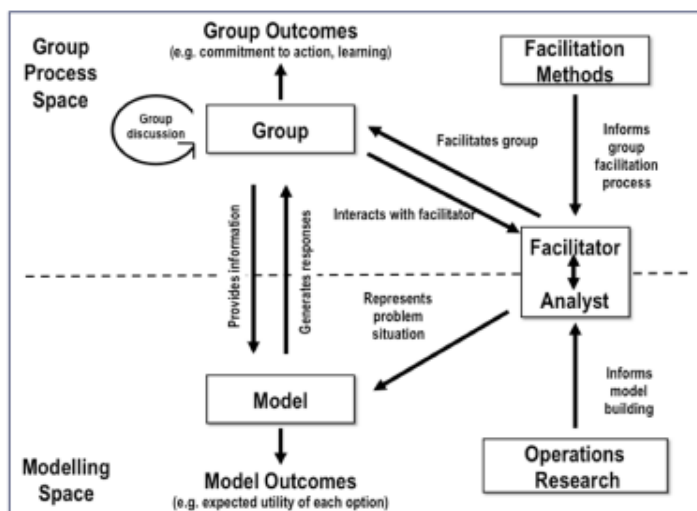 Group
Process
Space
Group Outcomes
(e.g. commitment to action, learning)
Facilitation
Methods
Group
discussion
Group
Facilitates group
Informs
group
facilitation
process
Interacts with facilitator
Provides information
Generates responses
Facilitator
Analyst
Represents
problem
situation
Model
Informs
model
building
Modelling
Space
Model Outcomes
(e.g. expected utility of each option)
Operations
Research